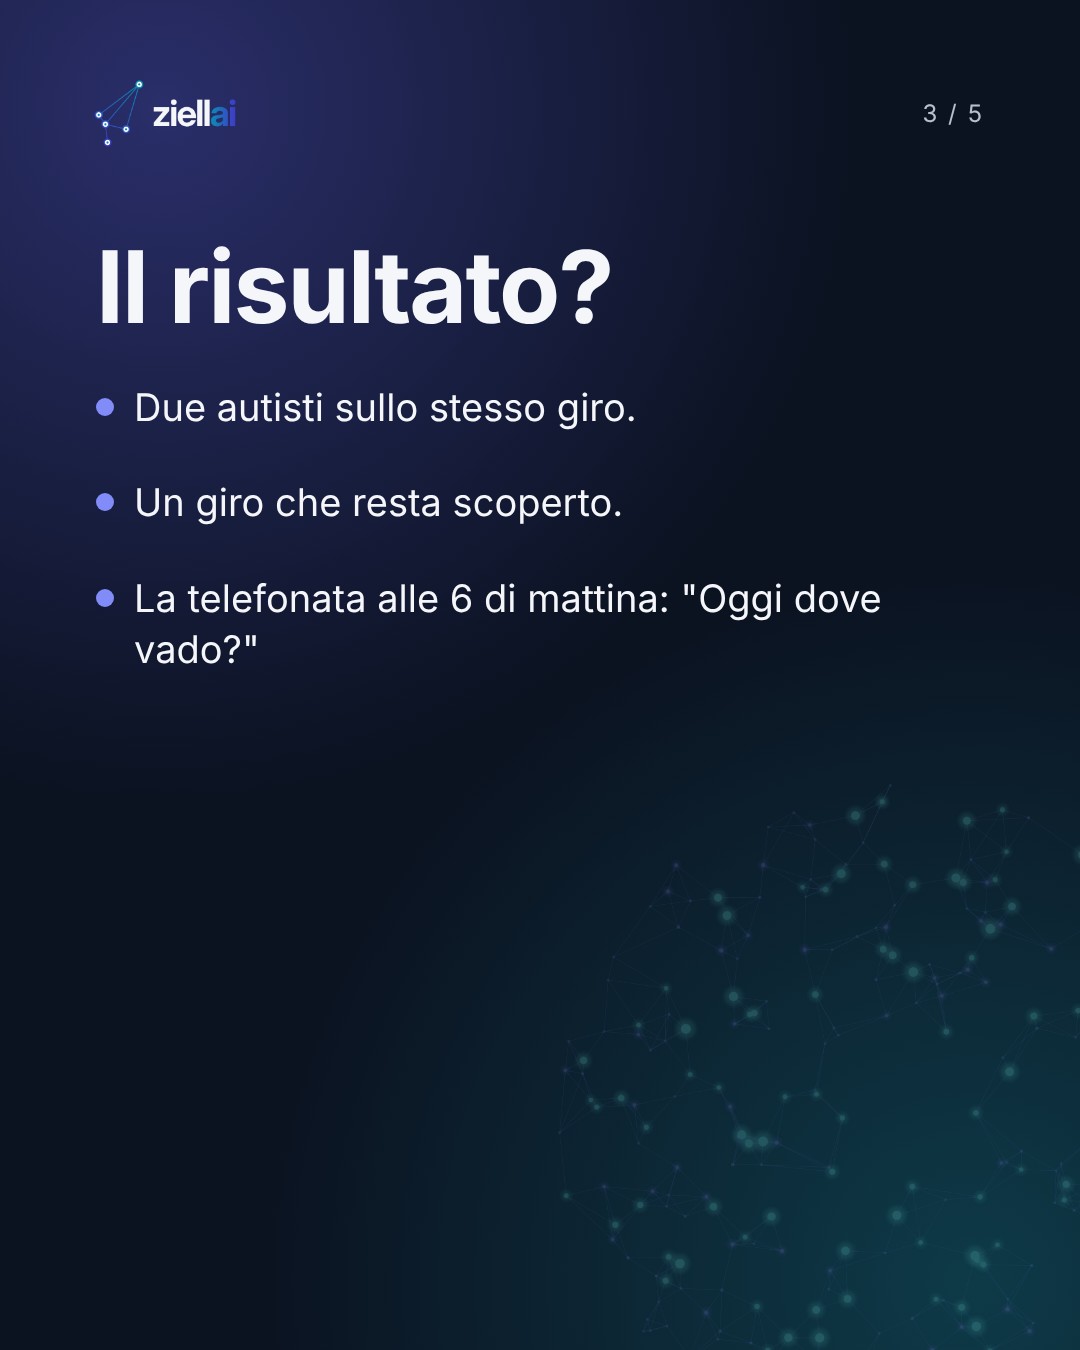 ziellai
3 / 5
Il risultato?
Due autisti sullo stesso giro.
Un giro che resta scoperto.
La telefonata alle 6 di mattina: "Oggi dove
vado?"